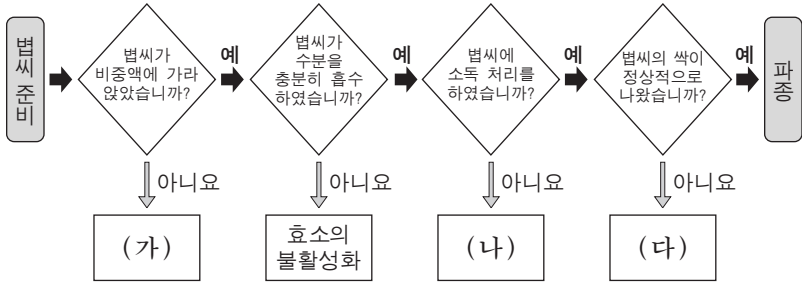 볍씨 준비
볍씨가
비중액에 가라
앉았습니까?
예
볍씨가
수분을
충분히 흡수
하였습니까?
예
볍씨에
소독 처리를
하였습니까?
예
볍씨의 싹이
정상적으로
나왔습니까?
예
파종
아니요
아니요
아니요
아니요
(가)
효소의
불활성화
(나)
(다)